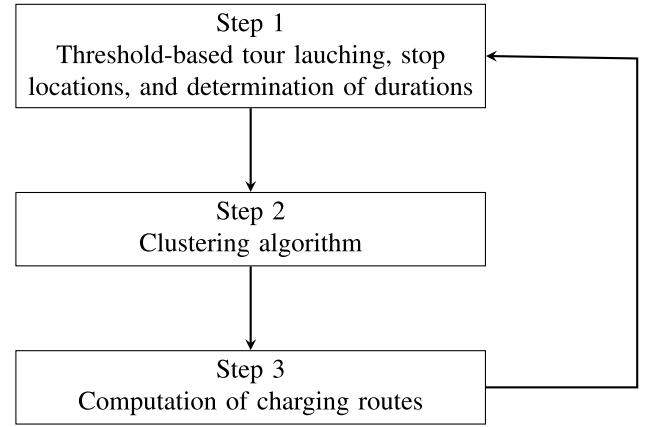 Step 1
Threshold-based tour lauching, stop
locations, and determination of durations
Step 2
Clustering algorithm
Step 3
Computation of charging routes